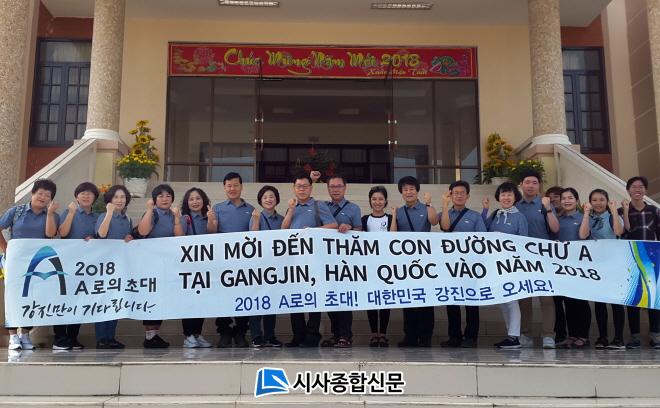 Chúc Mừng Năm Mới 2018
Xuân Mậu Tuất
2018
A로의 초대
강진만이 기다립니다.
XIN MỜI ĐẾN THĂM CON ĐƯỜNG CHỮ A
TẠI GANGJIN, HÀN QUỐC VÀO NĂM 2018
2018 A로의 초대! 대한민국 강진으로 오세요!
시사종합신문